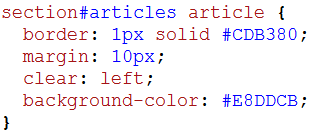 section#articles article {
  border: 1px solid #CDB380;
  margin: 10px;
  clear: left;
  background-color: #E8DDCB;
}